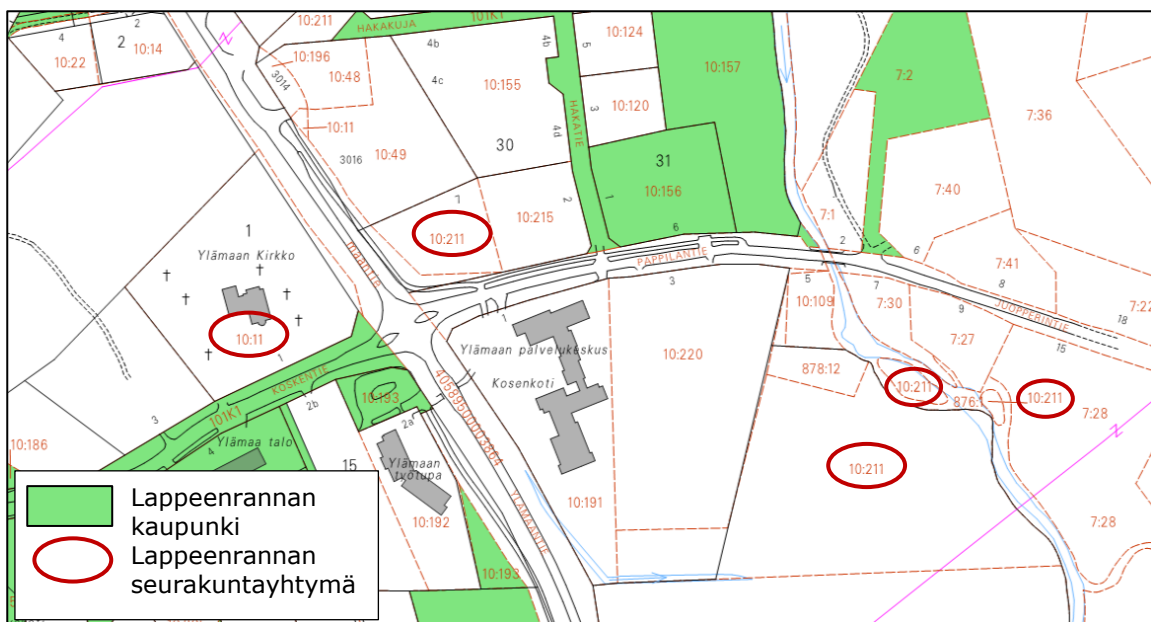 10:211
HAKAKUJA
101K1
4
2
2
10:14
10:22
10:196
3014
10:48
10:11
4b
4b
4c
10:155
5
10:124
10:157
7:2
3
10:120
HAKATIE
4d
7:36
3016
10:49
30
31
10:156
7:40
1
Ylämaan Kirkko
10:211
2
10:215
1
6
PAPPILANTIE
7:1
2
6
7:41
10:11
1
KOSKENTIE
1
3
5
10:109
7
7:30
8
9
JUOPPERINTIE
7:22
18
15
7:27
Ylämaan palvelukeskus
Kosenkoti
10:220
878:12
10:211
876:1
10:211
7:28
3
101K1
2b
10:193
2a
40589500003864
10:186
4
Ylämaa talo
15
Ylämaan
työtupa
10:211
10:191
YLÄMAANTIE
10:192
7:28
10:193
Lappeenrannan
kaupunki
Lappeenrannan
seurakuntayhtymä